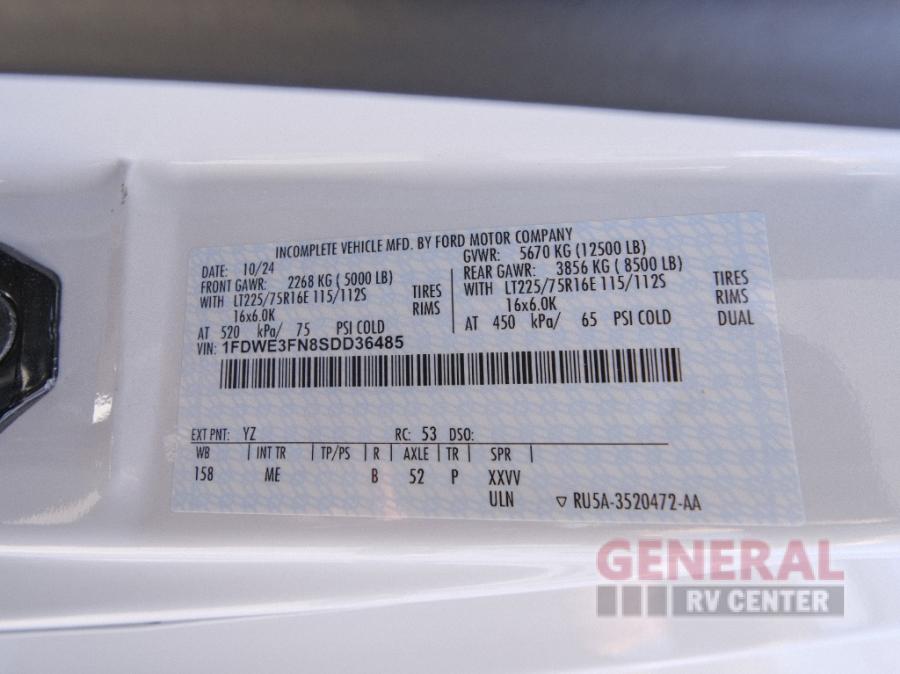 INCOMPLETE VEHICLE MFD. BY FORD MOTOR COMPANY
DATE: 10/24 GVWR: 5670 KG (12500 LB)
FRONT GAWR: 2268 KG ( 5000 LB) REAR GAWR: 3856 KG ( 8500 LB)
WITH LT225/75R16E 115/112S TIRES WITH LT225/75R16E 115/112S TIRES
16x6.0K RIMS 16x6.0K RIMS
AT 520 kPa/ 75 PSI COLD AT 450 kPa/ 65 PSI COLD DUAL
VIN: 1FDWE3FN8SDD36485
EXT PNT: YZ RC: 53 DSO:
WB INT TR TP/PS R AXLE TR SPR
158 ME B 52 P XXVV
ULN ▽ RU5A-3520472-AA
GENERAL
RV CENTER